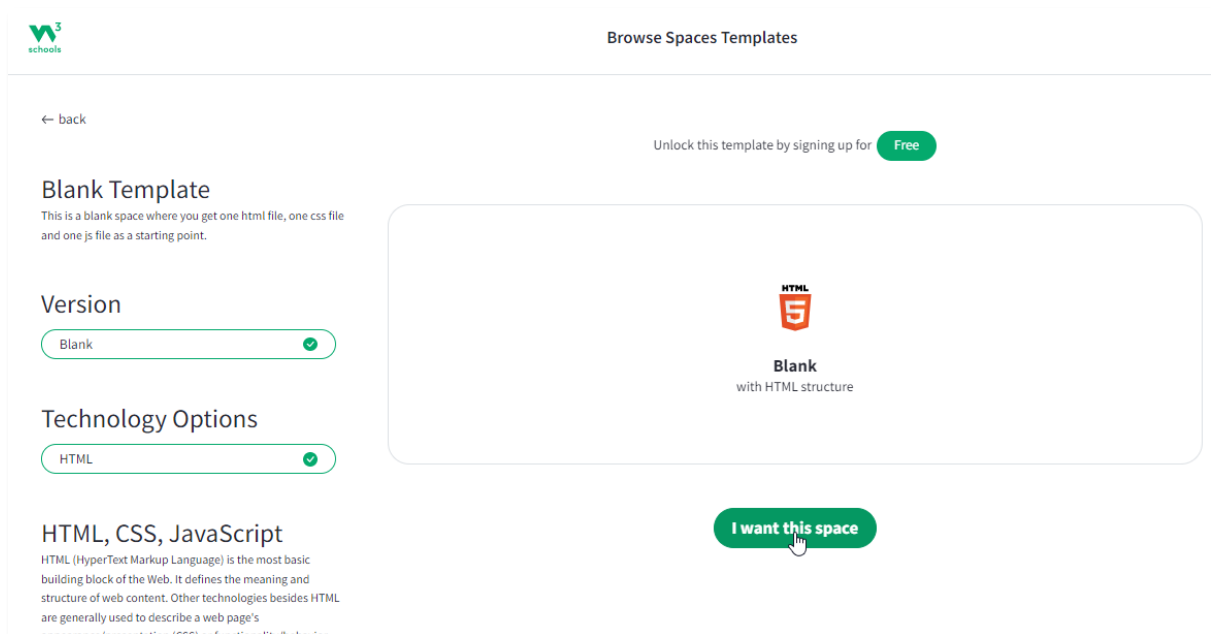 W3
schools
Browse Spaces Templates
← back
Unlock this template by signing up for Free
Blank Template
This is a blank space where you get one html file, one css file
and one js file as a starting point.
Version
Blank
Technology Options
HTML
HTML
5
Blank
with HTML structure
I want this space
HTML, CSS, JavaScript
HTML (HyperText Markup Language) is the most basic
building block of the Web. It defines the meaning and
structure of web content. Other technologies besides HTML
are generally used to describe a web page's